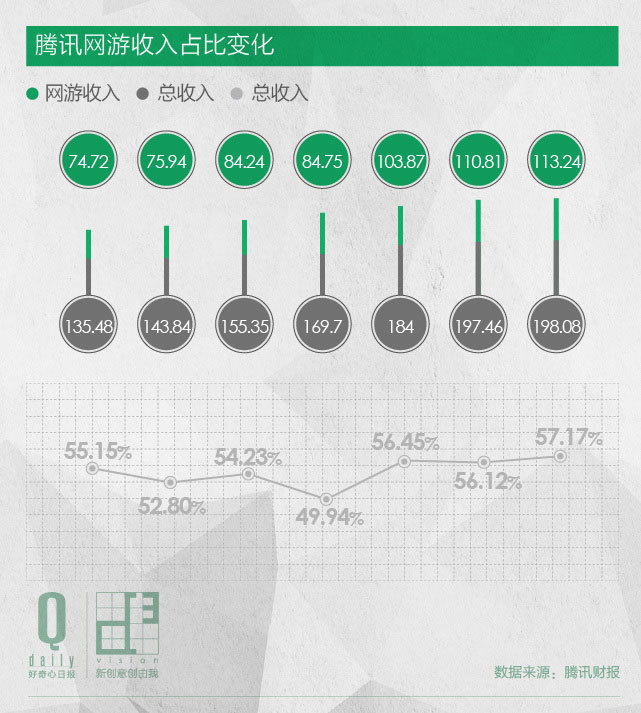 腾讯网游收入占比变化
网游收入 总收入 总收入
74.72 75.94 84.24 84.75 103.87 110.81 113.24
135.48 143.84 155.35 169.7 184 197.46 198.08
55.15% 52.80% 54.23% 49.94% 56.45% 56.12% 57.17%
Q
daily
好奇心日报
vision
新创意创由我
数据来源：腾讯财报